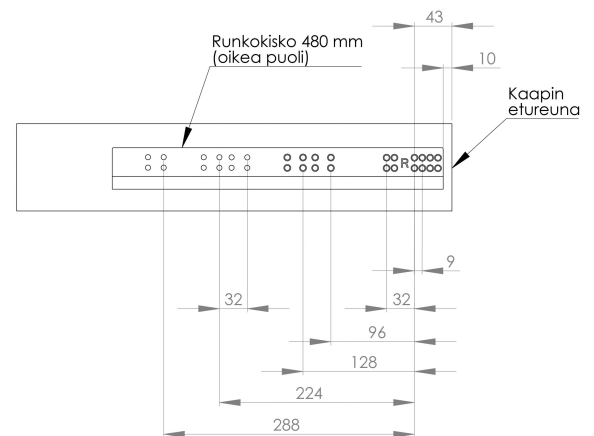 43
Runkokisko 480 mm
(oikea puoli)
10
Kaapin
etureuna
R
9
32
32
96
128
224
288